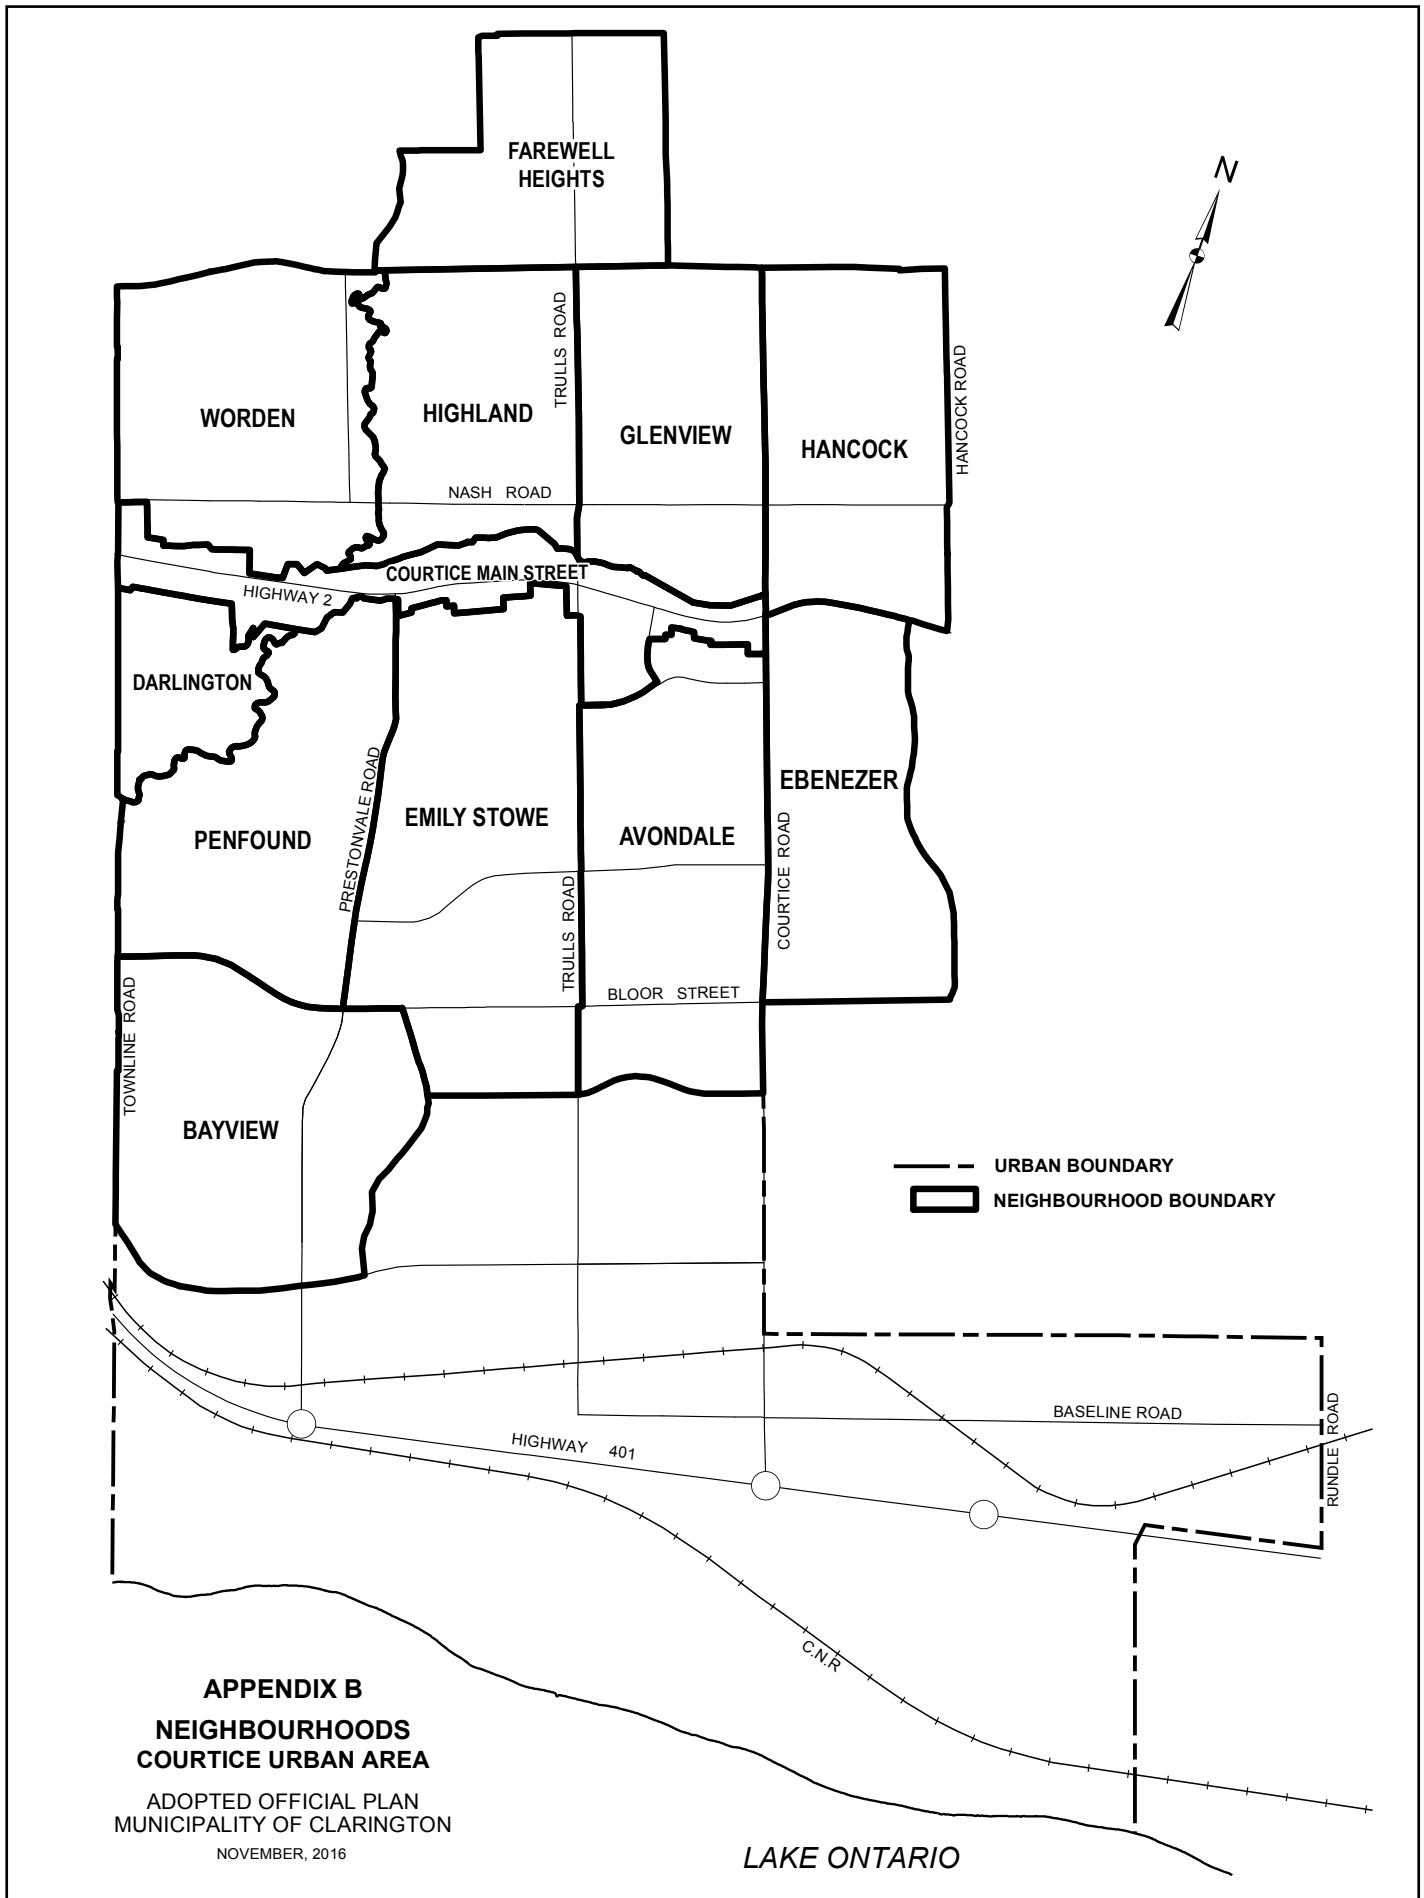 FAREWELL
HEIGHTS
N
TRULLS ROAD
HANCOCK ROAD
WORDEN
HIGHLAND
GLENVIEW
HANCOCK
NASH ROAD
COURTICE MAIN STREET
HIGHWAY 2
DARLINGTON
PRESTONVALE ROAD
EBENEZER
PENFOUND
EMILY STOWE
AVONDALE
COURTICE ROAD
TRULLS ROAD
BLOOR STREET
TOWNLINE ROAD
BAYVIEW
URBAN BOUNDARY
NEIGHBOURHOOD BOUNDARY
BASELINE ROAD
RUNDLE ROAD
HIGHWAY 401
C.N.R
APPENDIX B
NEIGHBOURHOODS
COURTICE URBAN AREA
ADOPTED OFFICIAL PLAN
MUNICIPALITY OF CLARINGTON
NOVEMBER, 2016
LAKE ONTARIO